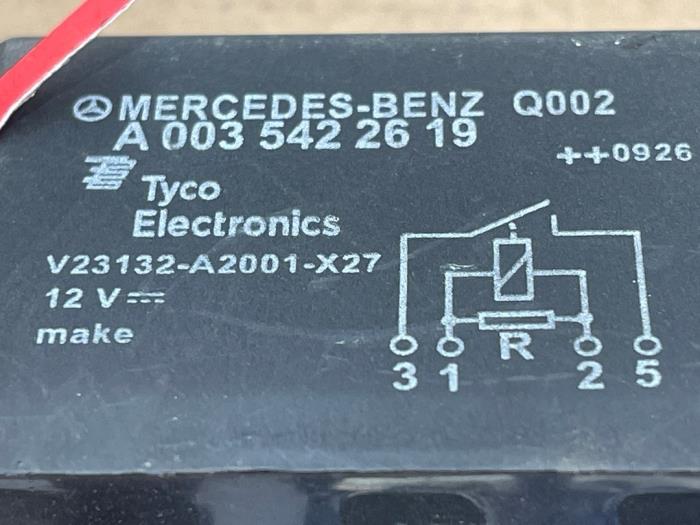 MERCEDES-BENZ Q002
A 003 542 26 19
++0926
Tyco
Electronics
V23132-A2001-X27
12 V⎓
make
R
3 1 2 5